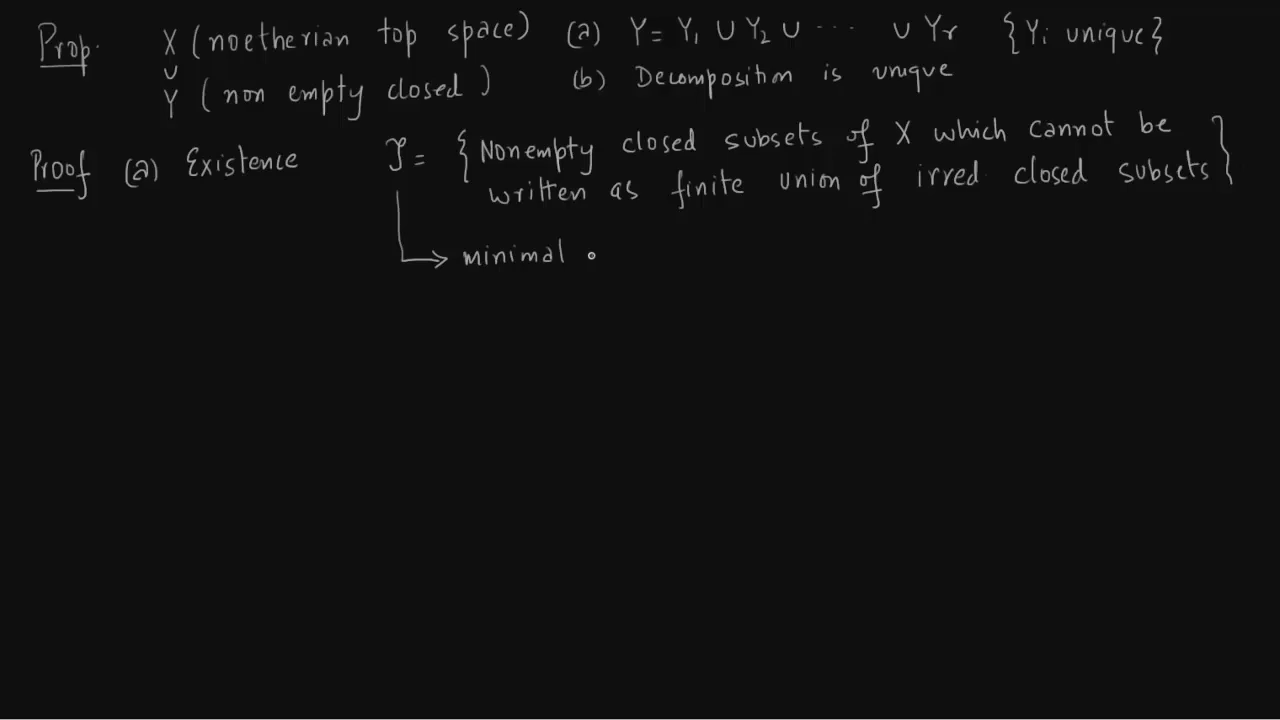 Prop. X (noetherian top space) (a) Y = Y₁ ∪ Y₂ ∪ ··· ∪ Yr {Yi unique}
∪
Y (non empty closed) (b) Decomposition is unique
Proof (a) Existence 𝒯 = { Nonempty closed subsets of X which cannot be
written as finite union of irred. closed subsets }
→ minimal